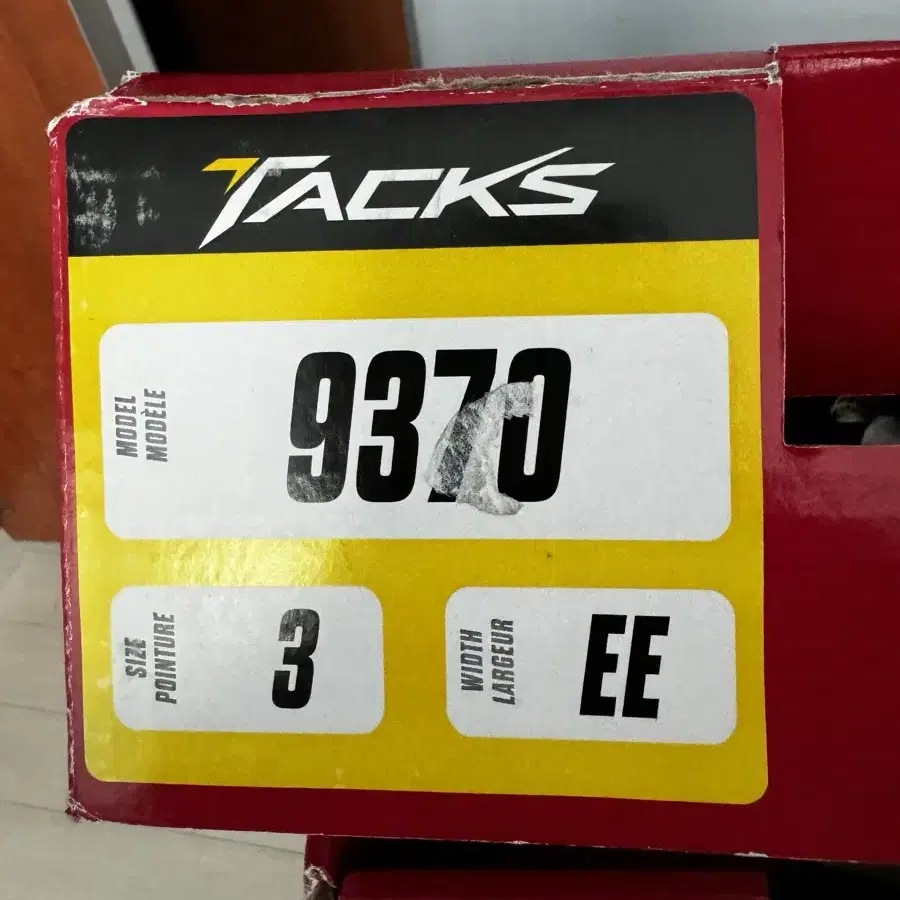 TACKS
MODEL
MODÈLE
9370
SIZE
POINTURE
3
WIDTH
LARGEUR
EE